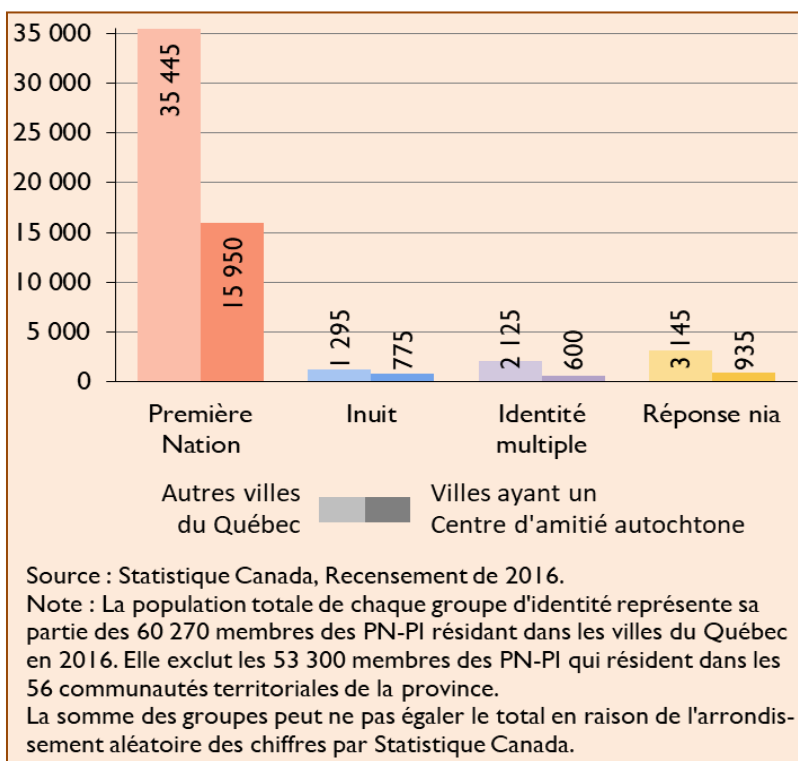 35 000
30 000
25 000
20 000
15 000
10 000
5 000
0
35 445
15 950
1 295
775
2 125
600
3 145
935
Première
Nation
Inuit
Identité
multiple
Réponse nia
Autres villes
du Québec
Villes ayant un
Centre d'amitié autochtone
Source : Statistique Canada, Recensement de 2016.
Note : La population totale de chaque groupe d'identité représente sa
partie des 60 270 membres des PN-PI résidant dans les villes du Québec
en 2016. Elle exclut les 53 300 membres des PN-PI qui résident dans les
56 communautés territoriales de la province.
La somme des groupes peut ne pas égaler le total en raison de l'arrondis-
sement aléatoire des chiffres par Statistique Canada.